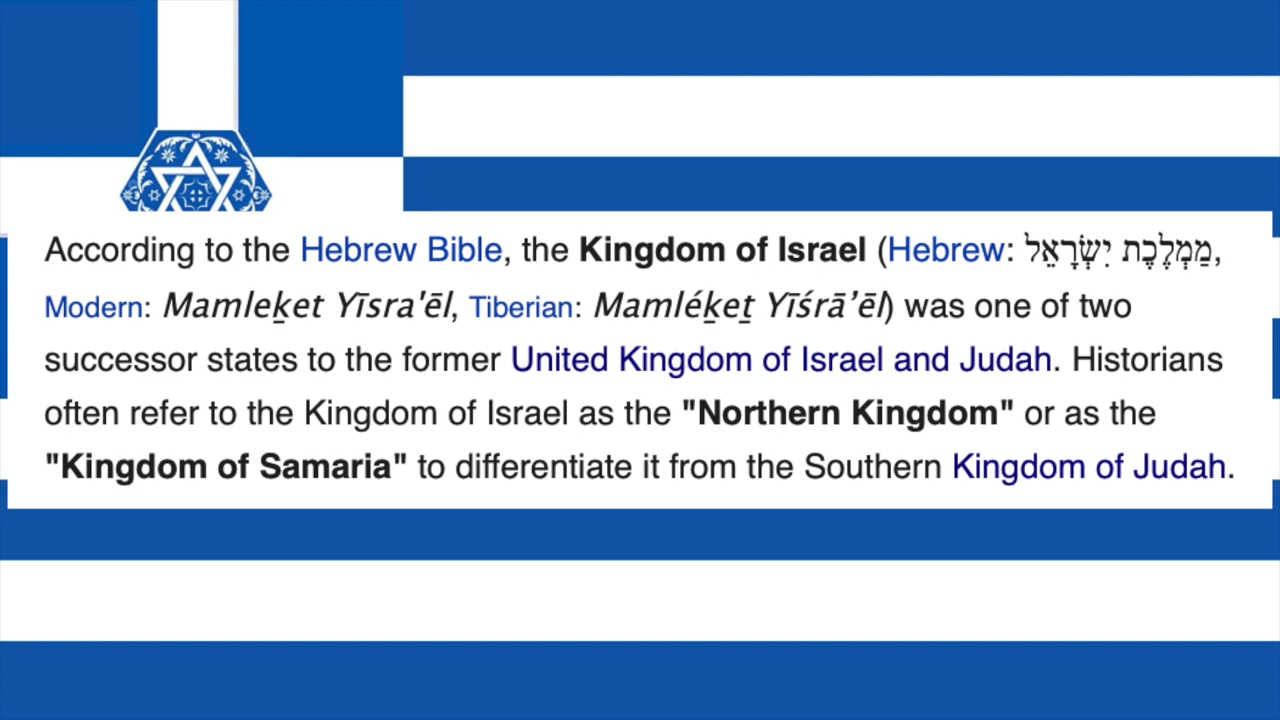 According to the Hebrew Bible, the Kingdom of Israel (Hebrew: מַמְלֶכֶת יִשְׂרָאֵל,
Modern: Mamleḵet Yīsra'ēl, Tiberian: Mamléḵeṯ Yīśrā’ēl) was one of two
successor states to the former United Kingdom of Israel and Judah. Historians
often refer to the Kingdom of Israel as the "Northern Kingdom" or as the
"Kingdom of Samaria" to differentiate it from the Southern Kingdom of Judah.